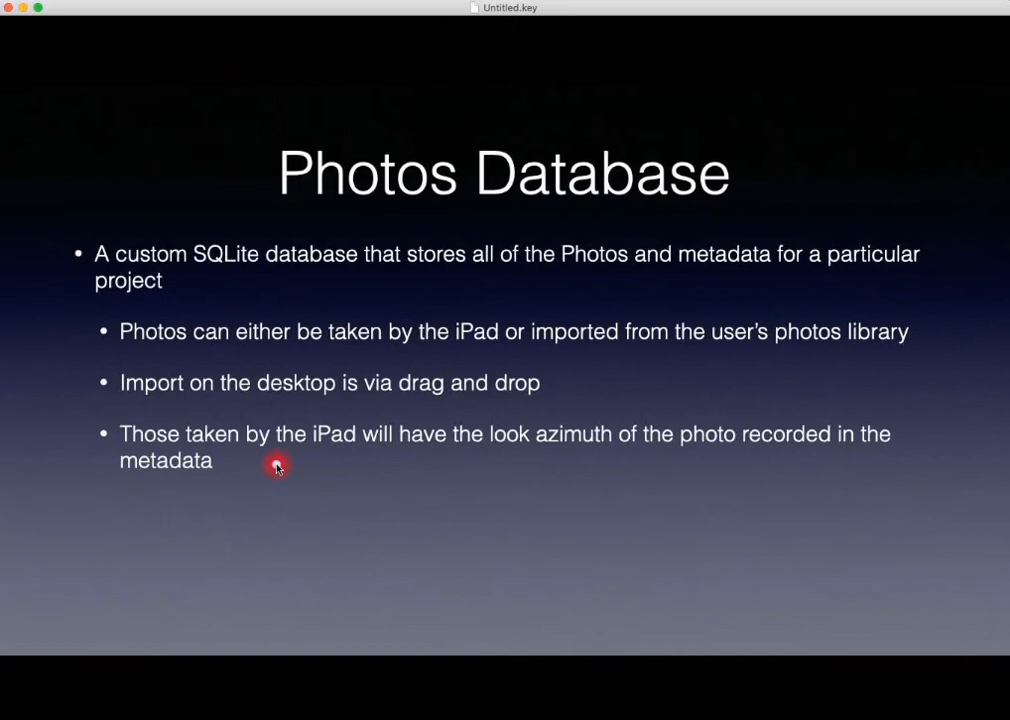 Untitled.key
Photos Database
• A custom SQLite database that stores all of the Photos and metadata for a particular
project
• Photos can either be taken by the iPad or imported from the user’s photos library
• Import on the desktop is via drag and drop
• Those taken by the iPad will have the look azimuth of the photo recorded in the
metadata